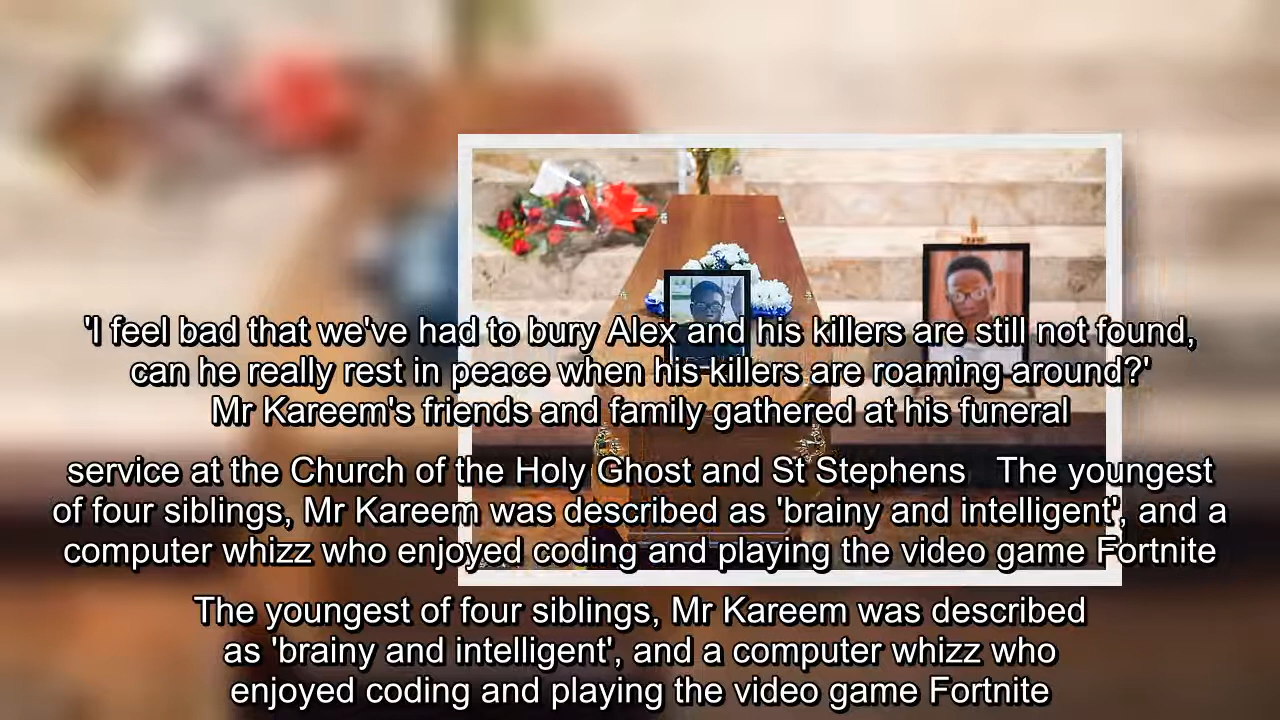 'I feel bad that we've had to bury Alex and his killers are still not found,
can he really rest in peace when his killers are roaming around?'
Mr Kareem's friends and family gathered at his funeral
service at the Church of the Holy Ghost and St Stephens   The youngest
of four siblings, Mr Kareem was described as 'brainy and intelligent', and a
computer whizz who enjoyed coding and playing the video game Fortnite
The youngest of four siblings, Mr Kareem was described
as 'brainy and intelligent', and a computer whizz who
enjoyed coding and playing the video game Fortnite